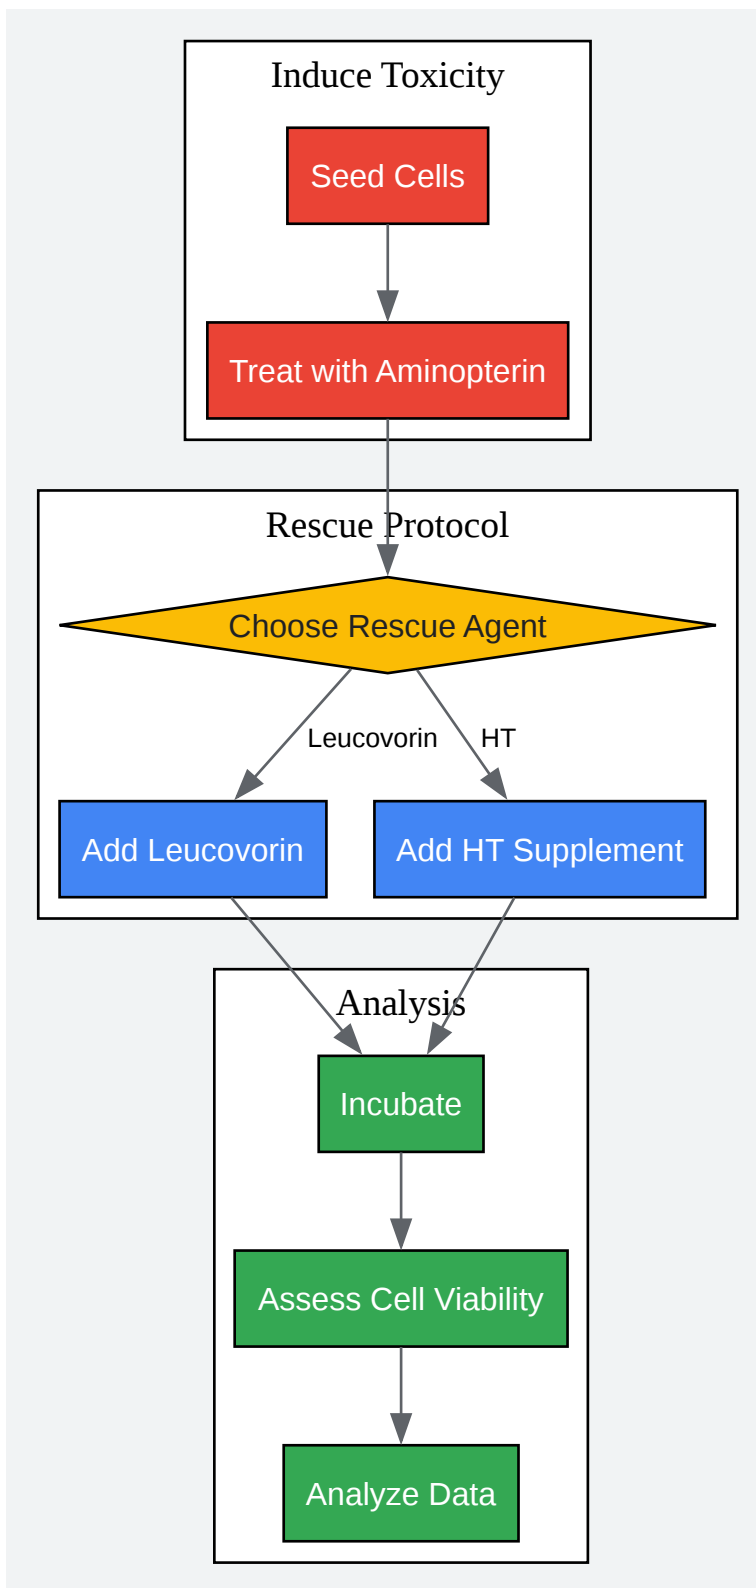 Induce Toxicity
Seed Cells
Treat with Aminopterin
Rescue Protocol
Choose Rescue Agent
Leucovorin
HT
Add Leucovorin
Add HT Supplement
Analysis
Incubate
Assess Cell Viability
Analyze Data